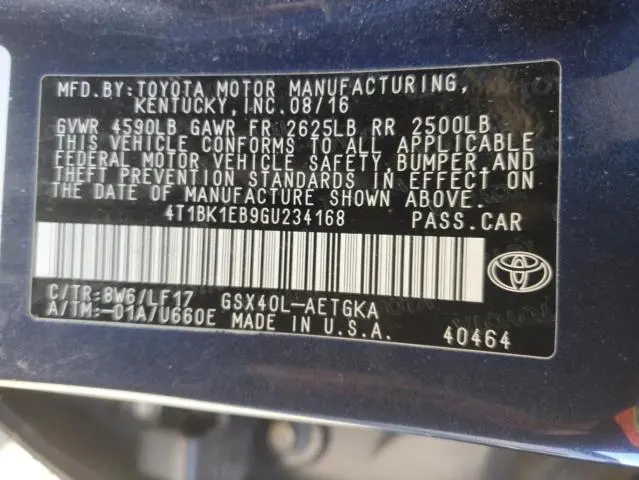 MFD.BY:TOYOTA MOTOR MANUFACTURING,
KENTUCKY,INC.08/16
GVWR 4590LB GAWR FR 2625LB RR 2500LB
THIS VEHICLE CONFORMS TO ALL APPLICABLE
FEDERAL MOTOR VEHICLE SAFETY,BUMPER,AND
THEFT PREVENTION STANDARDS IN EFFECT ON
THE DATE OF MANUFACTURE SHOWN ABOVE.
4T1BK1EB9GU234168 PASS.CAR
C/TR:8W6/LF17 GSX40L-AETGKA
A/TM:-01A/U660E MADE IN U.S.A. 40464